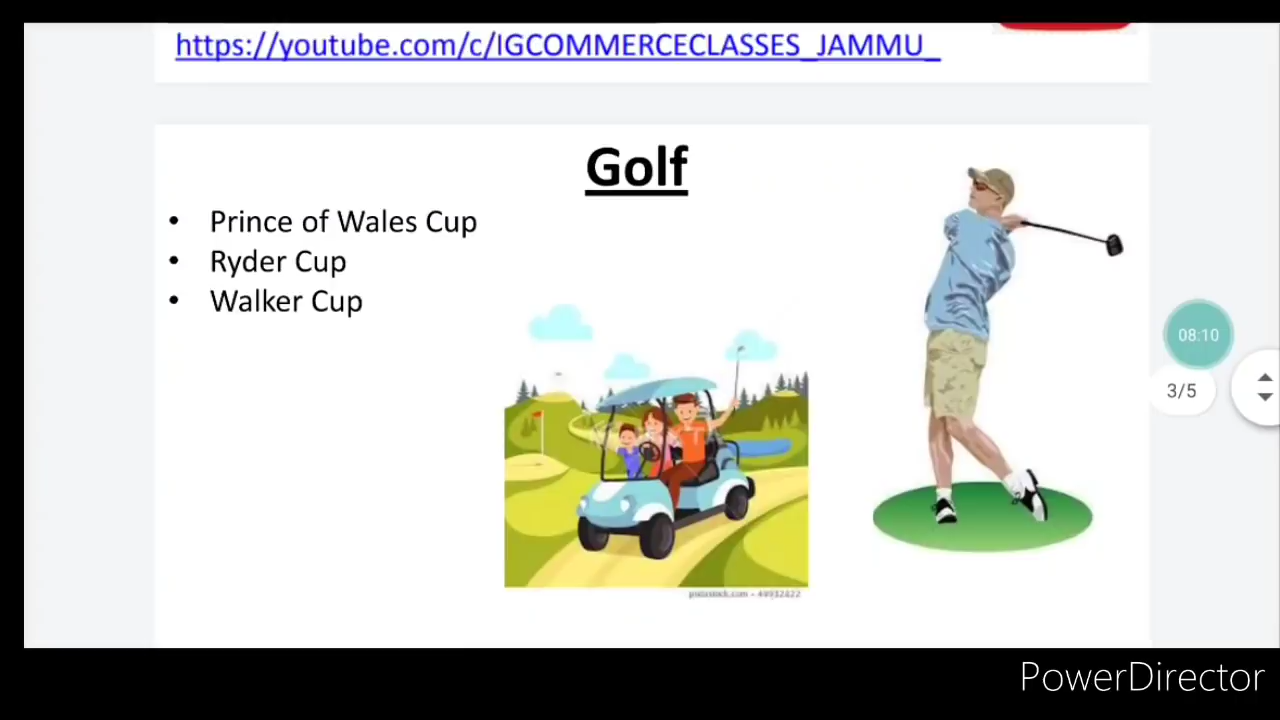 https://youtube.com/c/IGCOMMERCECLASSES_JAMMU_
Golf
• Prince of Wales Cup
• Ryder Cup
• Walker Cup
08:10
3/5
PowerDirector